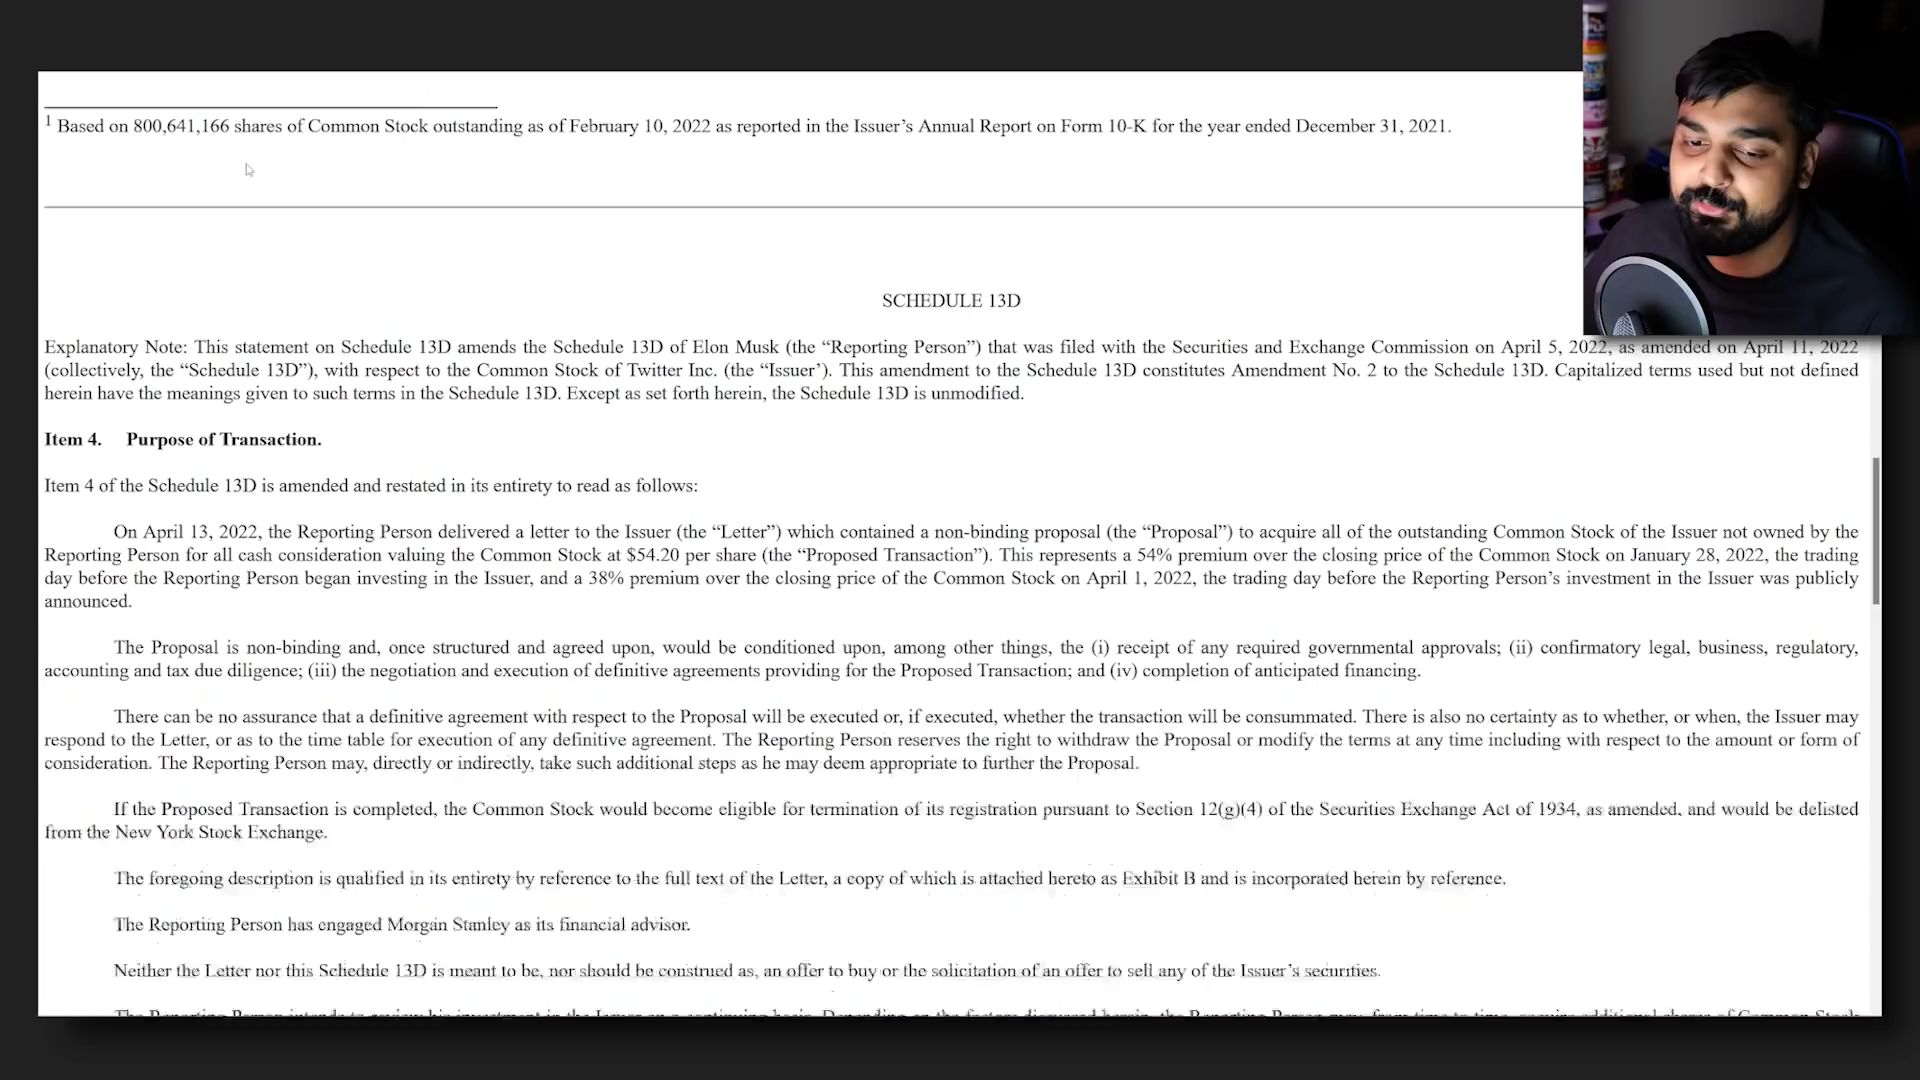 1 Based on 800,641,166 shares of Common Stock outstanding as of February 10, 2022 as reported in the Issuer’s Annual Report on Form 10-K for the year ended December 31, 2021.
SCHEDULE 13D
Explanatory Note: This statement on Schedule 13D amends the Schedule 13D of Elon Musk (the “Reporting Person”) that was filed with the Securities and Exchange Commission on April 5, 2022, as amended on April 11, 2022
(collectively, the “Schedule 13D”), with respect to the Common Stock of Twitter Inc. (the “Issuer’). This amendment to the Schedule 13D constitutes Amendment No. 2 to the Schedule 13D. Capitalized terms used but not defined
herein have the meanings given to such terms in the Schedule 13D. Except as set forth herein, the Schedule 13D is unmodified.
Item 4. Purpose of Transaction.
Item 4 of the Schedule 13D is amended and restated in its entirety to read as follows:
On April 13, 2022, the Reporting Person delivered a letter to the Issuer (the “Letter”) which contained a non-binding proposal (the “Proposal”) to acquire all of the outstanding Common Stock of the Issuer not owned by the
Reporting Person for all cash consideration valuing the Common Stock at $54.20 per share (the “Proposed Transaction”). This represents a 54% premium over the closing price of the Common Stock on January 28, 2022, the trading
day before the Reporting Person began investing in the Issuer, and a 38% premium over the closing price of the Common Stock on April 1, 2022, the trading day before the Reporting Person’s investment in the Issuer was publicly
announced.
The Proposal is non-binding and, once structured and agreed upon, would be conditioned upon, among other things, the (i) receipt of any required governmental approvals; (ii) confirmatory legal, business, regulatory,
accounting and tax due diligence; (iii) the negotiation and execution of definitive agreements providing for the Proposed Transaction; and (iv) completion of anticipated financing.
There can be no assurance that a definitive agreement with respect to the Proposal will be executed or, if executed, whether the transaction will be consummated. There is also no certainty as to whether, or when, the Issuer may
respond to the Letter, or as to the time table for execution of any definitive agreement. The Reporting Person reserves the right to withdraw the Proposal or modify the terms at any time including with respect to the amount or form of
consideration. The Reporting Person may, directly or indirectly, take such additional steps as he may deem appropriate to further the Proposal.
If the Proposed Transaction is completed, the Common Stock would become eligible for termination of its registration pursuant to Section 12(g)(4) of the Securities Exchange Act of 1934, as amended, and would be delisted
from the New York Stock Exchange.
The foregoing description is qualified in its entirety by reference to the full text of the Letter, a copy of which is attached hereto as Exhibit B and is incorporated herein by reference.
The Reporting Person has engaged Morgan Stanley as its financial advisor.
Neither the Letter nor this Schedule 13D is meant to be, nor should be construed as, an offer to buy or the solicitation of an offer to sell any of the Issuer’s securities.